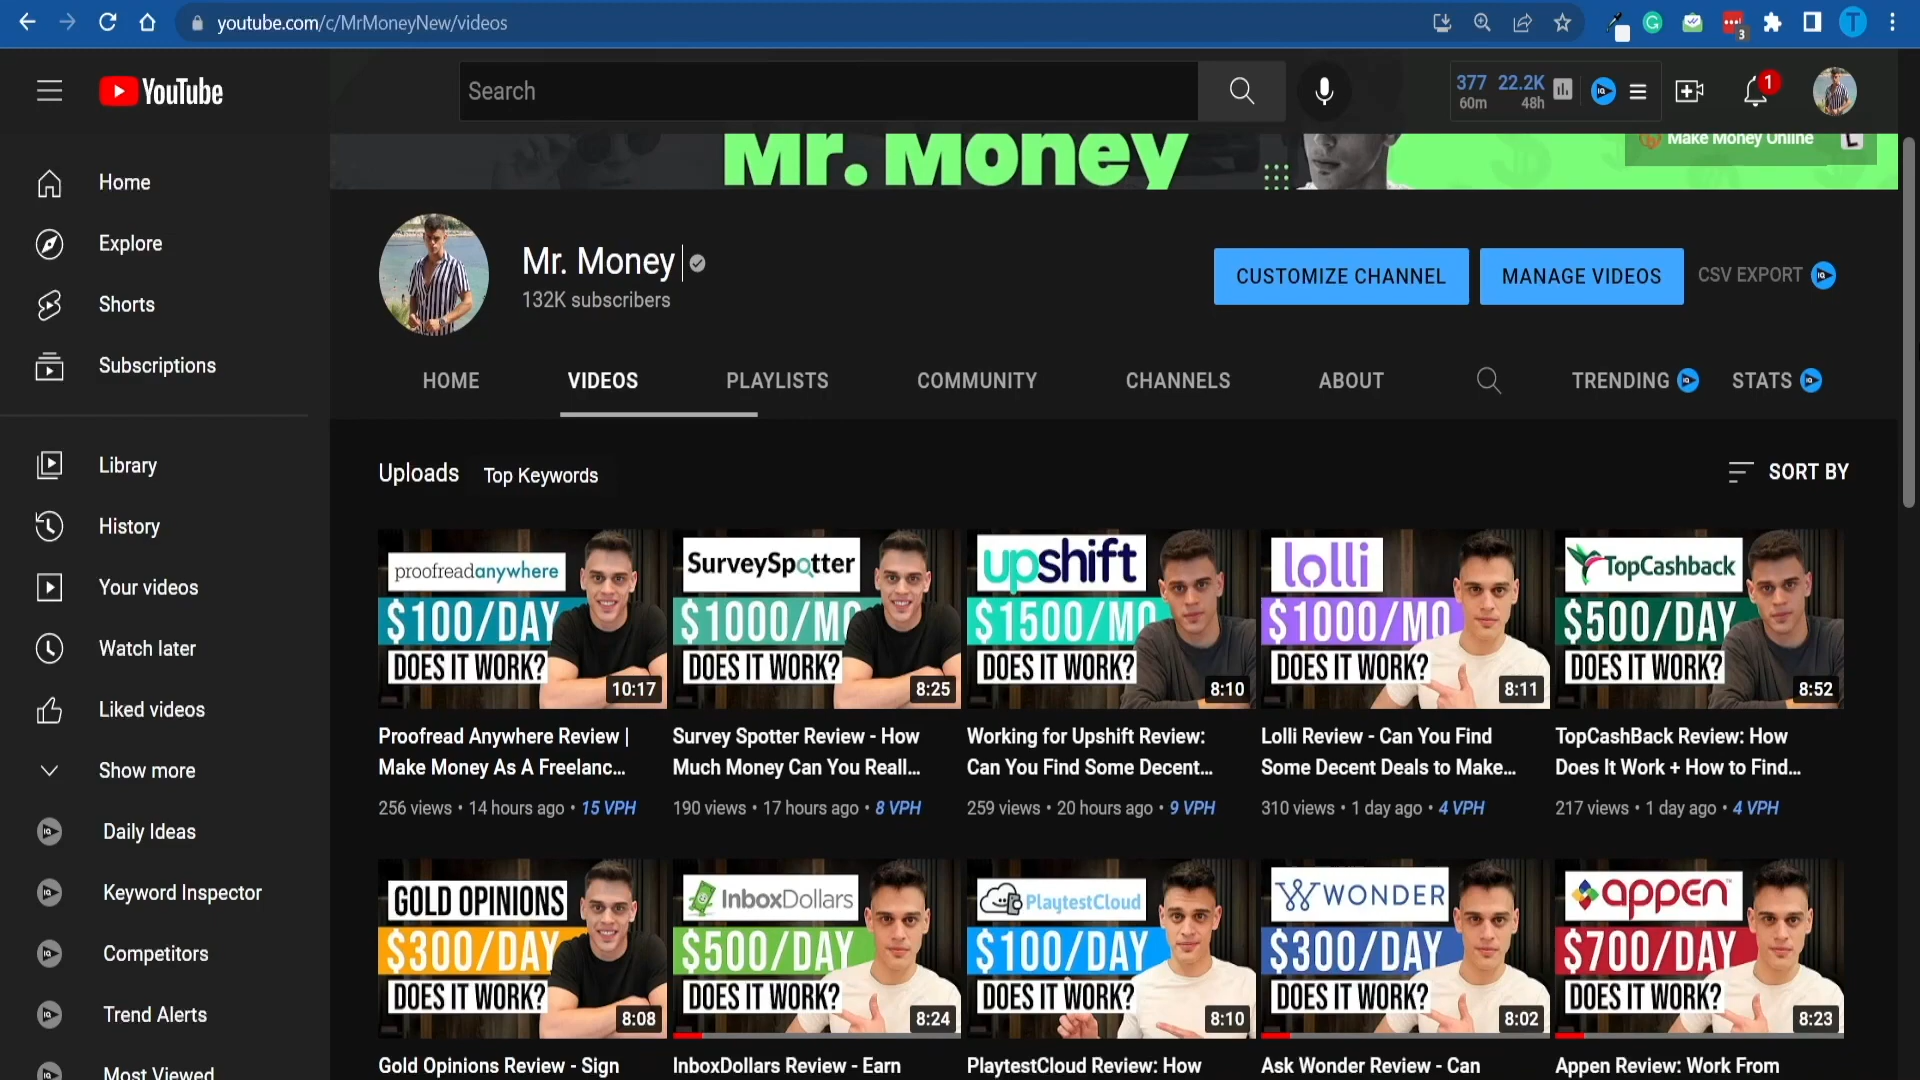 youtube.com/c/MrMoneyNew/videos
3
T
YouTube
Search
377 22.2K
60m 48h
1
Mr. Money
Make Money Online
Home
Explore
Shorts
Subscriptions
Library
History
Your videos
Watch later
Liked videos
Show more
Daily Ideas
Keyword Inspector
Competitors
Trend Alerts
Most Viewed
Mr. Money
132K subscribers
CUSTOMIZE CHANNEL
MANAGE VIDEOS
CSV EXPORT
HOME VIDEOS PLAYLISTS COMMUNITY CHANNELS ABOUT TRENDING STATS
Uploads Top Keywords
SORT BY
proofreadanywhere
$100/DAY
DOES IT WORK?
10:17
Proofread Anywhere Review |
Make Money As A Freelanc...
256 views • 14 hours ago • 15 VPH
SurveySpotter
$1000/MO
DOES IT WORK?
8:25
Survey Spotter Review - How
Much Money Can You Reall...
190 views • 17 hours ago • 8 VPH
upshift
$1500/MO
DOES IT WORK?
8:10
Working for Upshift Review:
Can You Find Some Decent...
259 views • 20 hours ago • 9 VPH
lolli
$1000/MO
DOES IT WORK?
8:11
Lolli Review - Can You Find
Some Decent Deals to Make...
310 views • 1 day ago • 4 VPH
TopCashback
$500/DAY
DOES IT WORK?
8:52
TopCashBack Review: How
Does It Work + How to Find...
217 views • 1 day ago • 4 VPH
GOLD OPINIONS
$300/DAY
DOES IT WORK?
8:08
Gold Opinions Review - Sign
InboxDollars
$500/DAY
DOES IT WORK?
8:24
InboxDollars Review - Earn
PlaytestCloud
$100/DAY
DOES IT WORK?
8:10
PlaytestCloud Review: How
WONDER
$300/DAY
DOES IT WORK?
8:02
Ask Wonder Review - Can
appen
$700/DAY
DOES IT WORK?
8:23
Appen Review: Work From